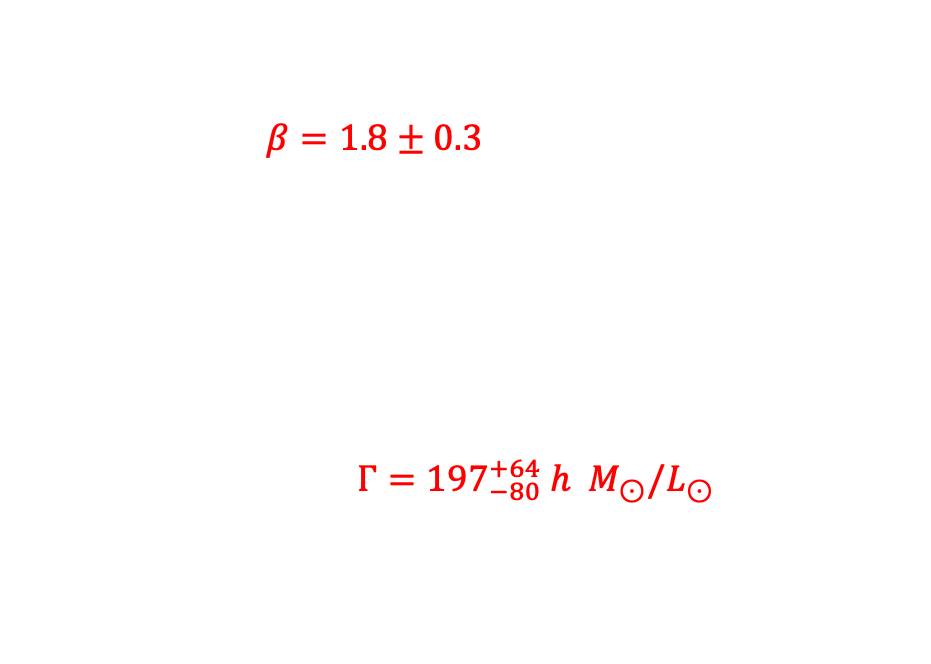 β = 1.8 ± 0.3
Γ = 197⁺⁶⁴₋₈₀ h M⊙/L⊙